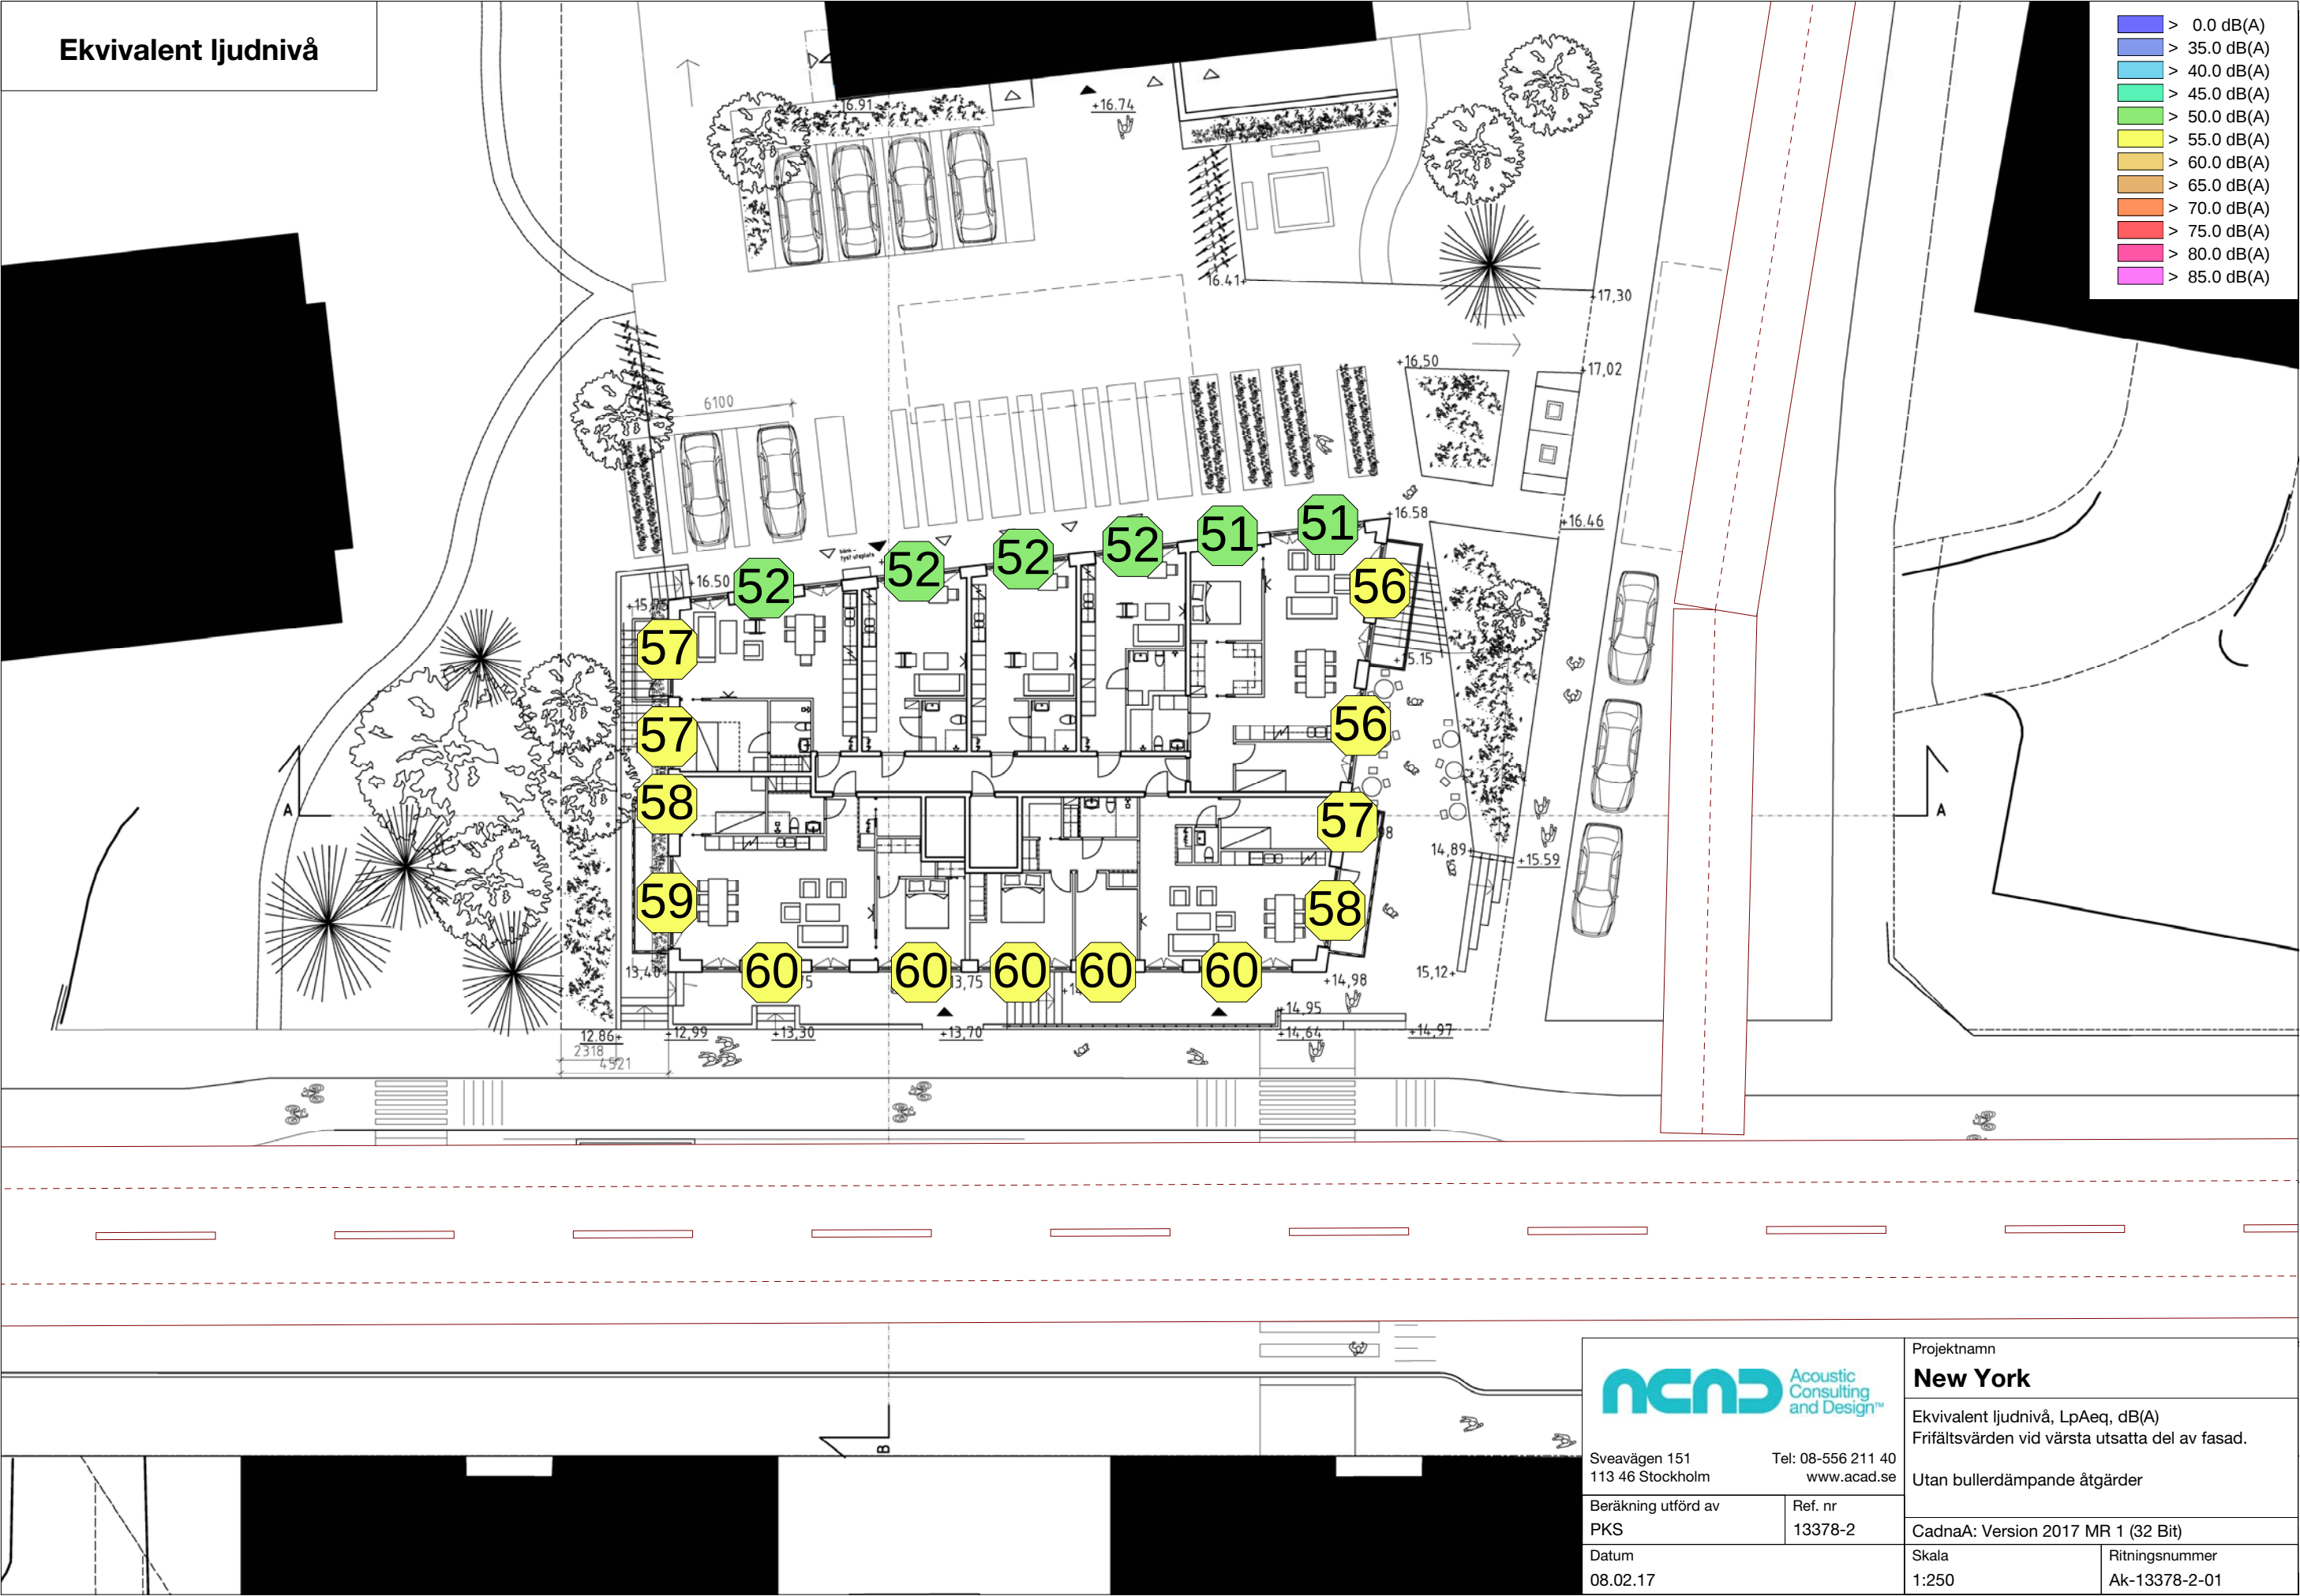 Ekvivalent ljudnivå
> 0.0 dB(A)
> 35.0 dB(A)
> 40.0 dB(A)
> 45.0 dB(A)
> 50.0 dB(A)
> 55.0 dB(A)
> 60.0 dB(A)
> 65.0 dB(A)
> 70.0 dB(A)
> 75.0 dB(A)
> 80.0 dB(A)
> 85.0 dB(A)
+16.91
+16.74
16.41+
+17,30
+16,50
+17,02
6100
+16.58
+16.46
51
51
52
52
52
52
+16.50
56
57
+15.15
56
57
58
57
A
A
14,89+
+15.59
59
58
60
60
60
60
60
13,40+
13,75
+14,98
15,12+
+14,95
12.86+
+12,99
+13,30
+13,70
+14,64
+14,97
2318
4521
B
Acoustic
Consulting
and Design™
Sveavägen 151
Tel: 08-556 211 40
113 46 Stockholm
www.acad.se
Beräkning utförd av
PKS
Ref. nr
13378-2
Datum
08.02.17
Projektnamn
New York
Ekvivalent ljudnivå, LpAeq, dB(A)
Frifältsvärden vid värsta utsatta del av fasad.
Utan bullerdämpande åtgärder
CadnaA: Version 2017 MR 1 (32 Bit)
Skala
1:250
Ritningsnummer
Ak-13378-2-01